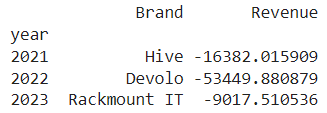 Brand Revenue
year
2021 Hive -16382.015909
2022 Devolo -53449.880879
2023 Rackmount IT -9017.510536